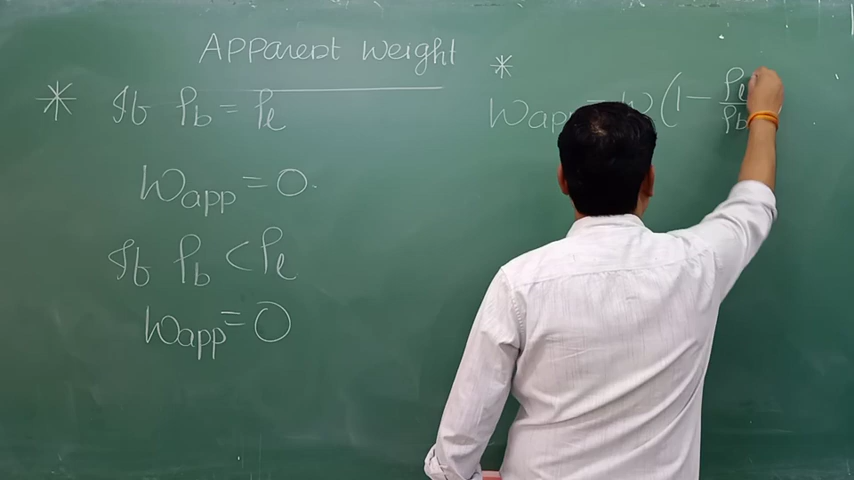 Apparent Weight
* If ρb = ρl
Wapp = 0.
If ρb < ρl
Wapp = 0
*
Wapp = W(1 - ρl/ρb